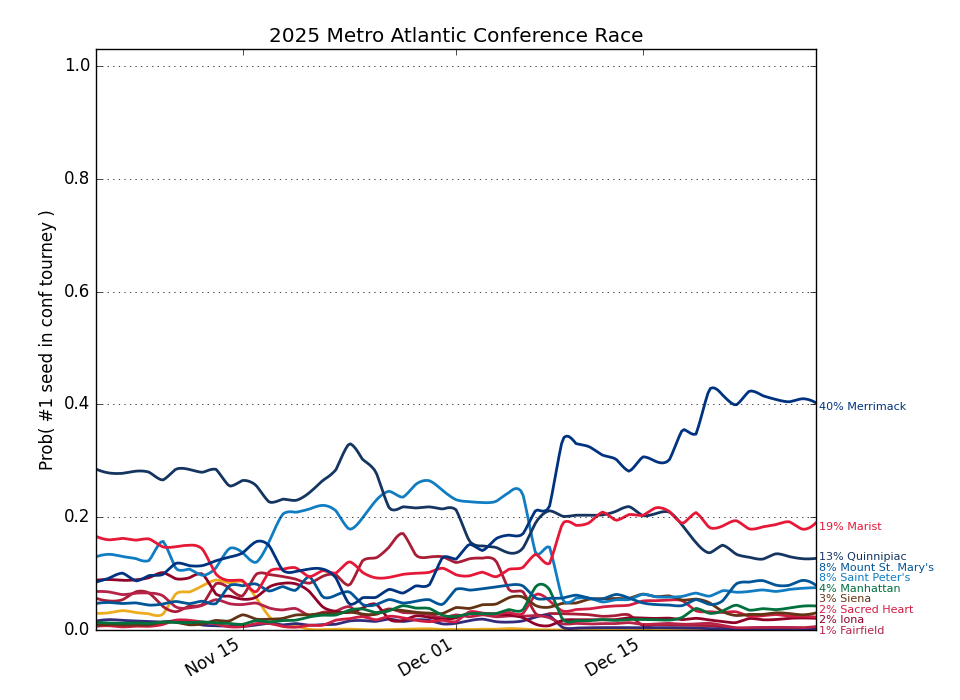 2025 Metro Atlantic Conference Race
Prob( #1 seed in conf tourney )
1.0
0.8
0.6
0.4
0.2
0.0
Nov 15
Dec 01
Dec 15
40% Merrimack
19% Marist
13% Quinnipiac
8% Mount St. Mary's
8% Saint Peter's
4% Manhattan
3% Siena
2% Sacred Heart
2% Iona
1% Fairfield